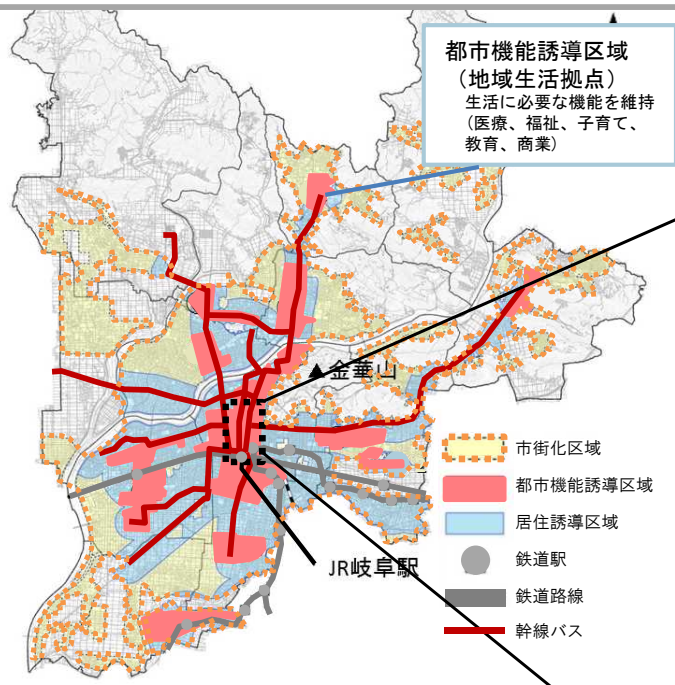 都市機能誘導区域
（地域生活拠点）
生活に必要な機能を維持
（医療、福祉、子育て、
教育、商業）
▲金華山
JR岐阜駅
市街化区域
都市機能誘導区域
居住誘導区域
鉄道駅
鉄道路線
幹線バス